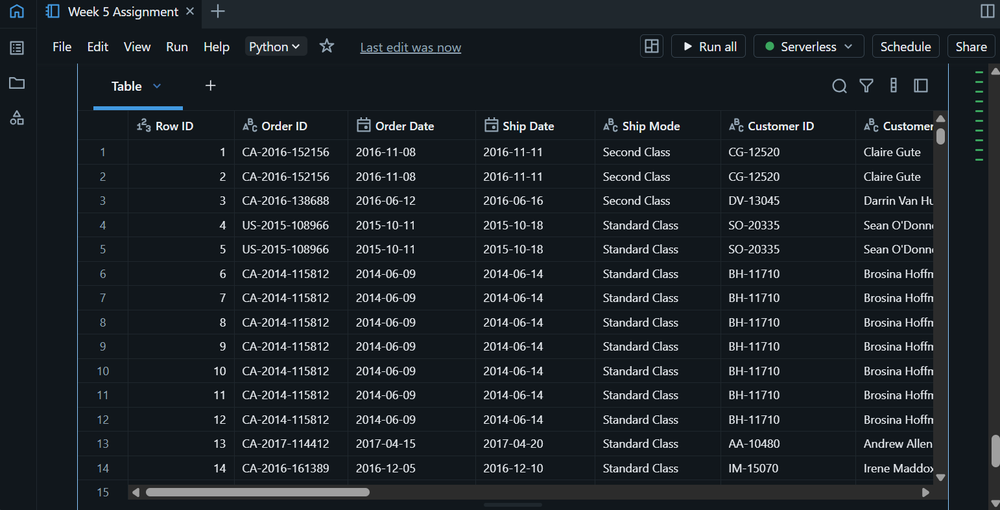 Week 5 Assignment
File Edit View Run Help Python Last edit was now Run all Serverless Schedule Share
Table
Row ID Order ID Order Date Ship Date Ship Mode Customer ID Customer
1 1 CA-2016-152156 2016-11-08 2016-11-11 Second Class CG-12520 Claire Gute
2 2 CA-2016-152156 2016-11-08 2016-11-11 Second Class CG-12520 Claire Gute
3 3 CA-2016-138688 2016-06-12 2016-06-16 Second Class DV-13045 Darrin Van Hu
4 4 US-2015-108966 2015-10-11 2015-10-18 Standard Class SO-20335 Sean O'Donne
5 5 US-2015-108966 2015-10-11 2015-10-18 Standard Class SO-20335 Sean O'Donne
6 6 CA-2014-115812 2014-06-09 2014-06-14 Standard Class BH-11710 Brosina Hoffm
7 7 CA-2014-115812 2014-06-09 2014-06-14 Standard Class BH-11710 Brosina Hoffm
8 8 CA-2014-115812 2014-06-09 2014-06-14 Standard Class BH-11710 Brosina Hoffm
9 9 CA-2014-115812 2014-06-09 2014-06-14 Standard Class BH-11710 Brosina Hoffm
10 10 CA-2014-115812 2014-06-09 2014-06-14 Standard Class BH-11710 Brosina Hoffm
11 11 CA-2014-115812 2014-06-09 2014-06-14 Standard Class BH-11710 Brosina Hoffm
12 12 CA-2014-115812 2014-06-09 2014-06-14 Standard Class BH-11710 Brosina Hoffm
13 13 CA-2017-114412 2017-04-15 2017-04-20 Standard Class AA-10480 Andrew Allen
14 14 CA-2016-161389 2016-12-05 2016-12-10 Standard Class IM-15070 Irene Maddox
15